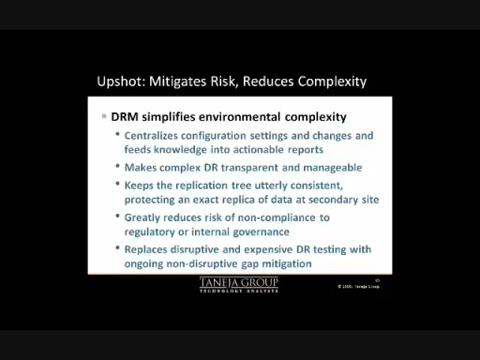 Upshot: Mitigates Risk, Reduces Complexity
DRM simplifies environmental complexity
Centralizes configuration settings and changes and
feeds knowledge into actionable reports
Makes complex DR transparent and manageable
Keeps the replication tree utterly consistent,
protecting an exact replica of data at secondary site
Greatly reduces risk of non-compliance to
regulatory or internal governance
Replaces disruptive and expensive DR testing with
ongoing non-disruptive gap mitigation
TANEJA GROUP
TECHNOLOGY ANALYSTS
Taneja Group